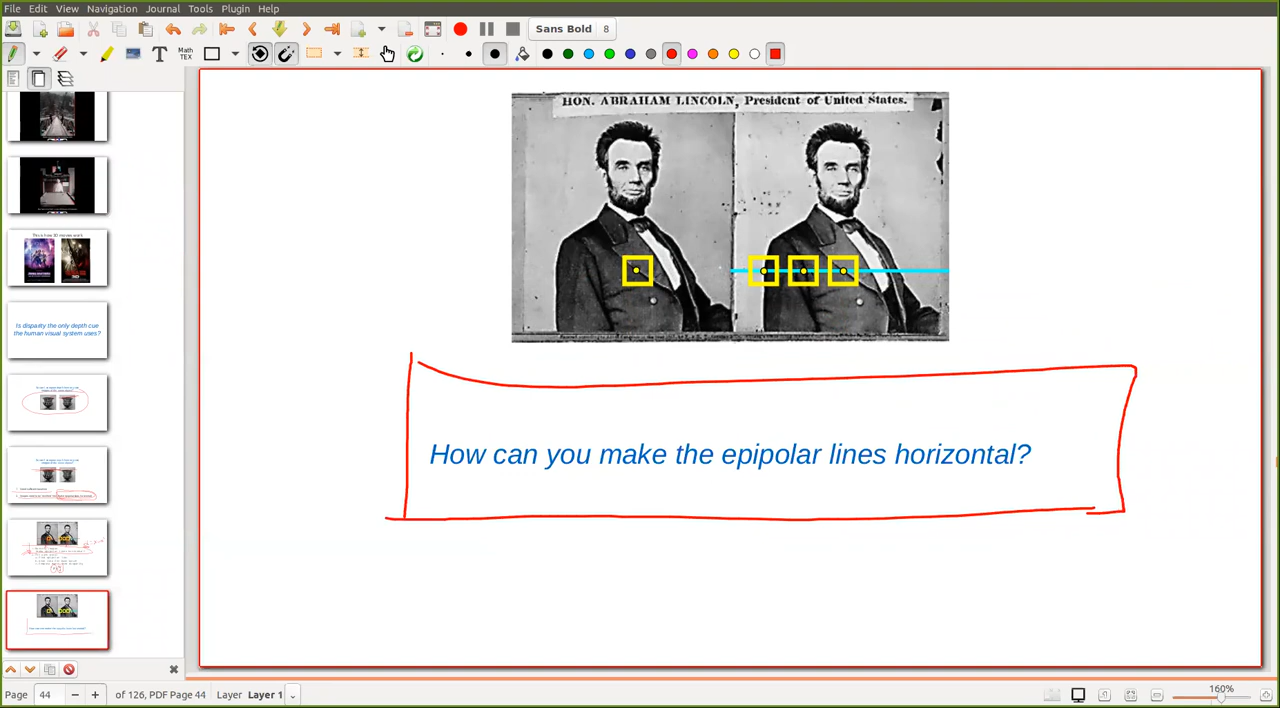 File Edit View Journal Tools Plugin Help
Sans Bold 8
T Math TEX
HON. ABRAHAM LINCOLN, President of United States.
How can you make the epipolar lines horizontal?
Is disparity the only depth cue
the human visual system uses?
Page 44 of 126, PDF Page 44 Layer Layer 1 160%